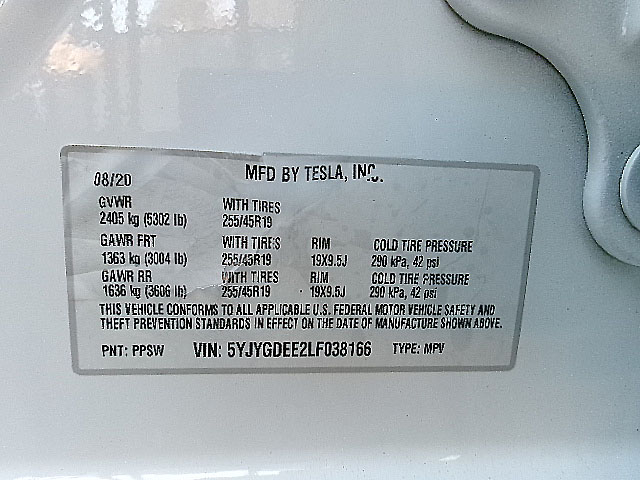 08/20 MFD BY TESLA, INC.
GVWR WITH TIRES
2405 kg (5302 lb) 255/45R19
GAWR FRT WITH TIRES RIM COLD TIRE PRESSURE
1363 kg (3004 lb) 255/45R19 19X9.5J 290 kPa, 42 psi
GAWR RR WITH TIRES RIM COLD TIRE PRESSURE
1636 kg (3606 lb) 255/45R19 19X9.5J 290 kPa, 42 psi
THIS VEHICLE CONFORMS TO ALL APPLICABLE U.S. FEDERAL MOTOR VEHICLE SAFETY AND
THEFT PREVENTION STANDARDS IN EFFECT ON THE DATE OF MANUFACTURE SHOWN ABOVE.
PNT: PPSW VIN: 5YJYGDEE2LF038166 TYPE: MPV